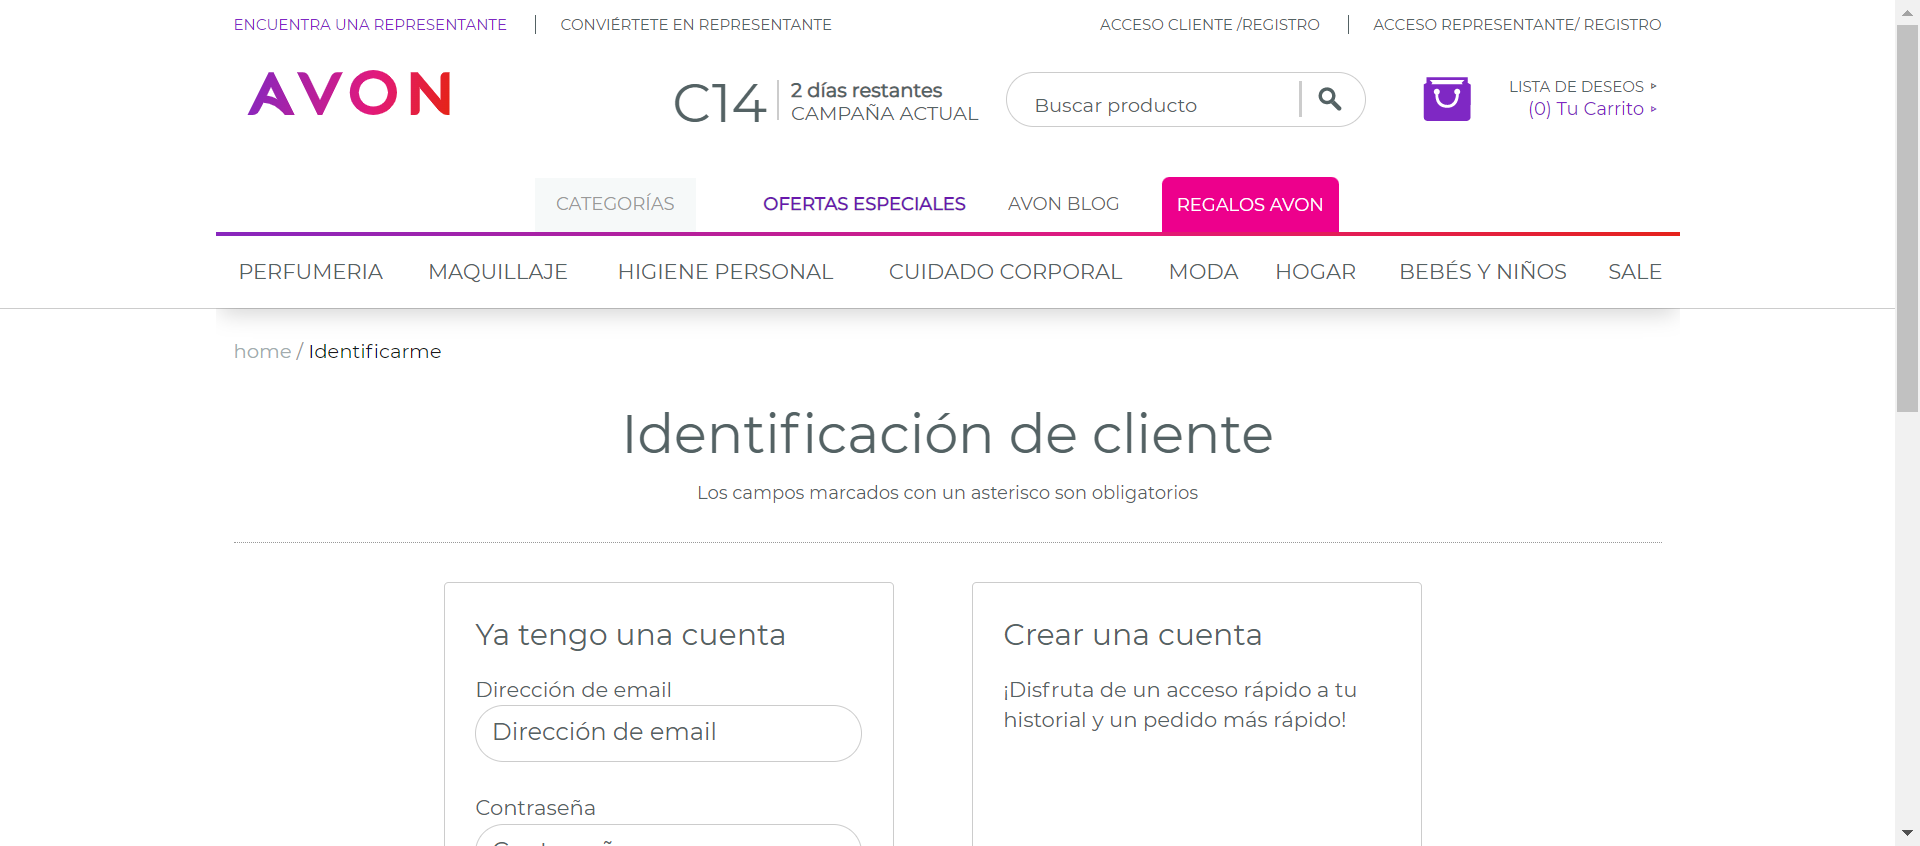 ENCUENTRA UNA REPRESENTANTE
CONVIÉRTETE EN REPRESENTANTE
ACCESO CLIENTE /REGISTRO
ACCESO REPRESENTANTE/ REGISTRO
AVON
C14
2 días restantes
CAMPAÑA ACTUAL
Buscar producto
LISTA DE DESEOS
(0) Tu Carrito
CATEGORÍAS
OFERTAS ESPECIALES
AVON BLOG
REGALOS AVON
PERFUMERIA
MAQUILLAJE
HIGIENE PERSONAL
CUIDADO CORPORAL
MODA
HOGAR
BEBÉS Y NIÑOS
SALE
home / Identificarme
Identificación de cliente
Los campos marcados con un asterisco son obligatorios
Ya tengo una cuenta
Dirección de email
Dirección de email
Contraseña
Crear una cuenta
¡Disfruta de un acceso rápido a tu
historial y un pedido más rápido!